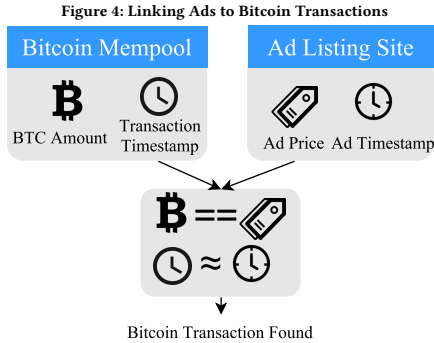 Figure 4: Linking Ads to Bitcoin Transactions
Bitcoin Mempool
Ad Listing Site
BTC Amount
Transaction
Timestamp
Ad Price
Ad Timestamp
==
≈
Bitcoin Transaction Found